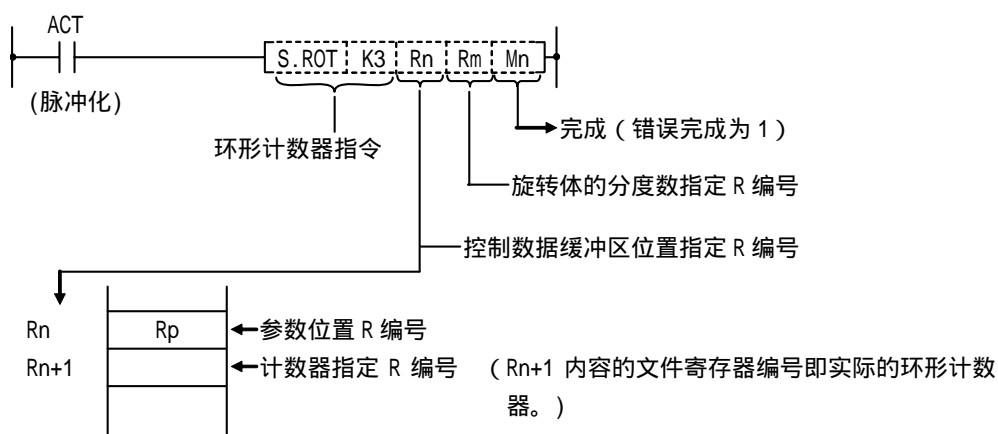 ACT
S.ROT K3 Rn Rm Mn
(脉冲化)
完成（错误完成为 1）
环形计数器指令
旋转体的分度数指定 R 编号
控制数据缓冲区位置指定 R 编号
Rn Rp 参数位置 R 编号
Rn+1 计数器指定 R 编号 （Rn+1 内容的文件寄存器编号即实际的环形计数
器。）